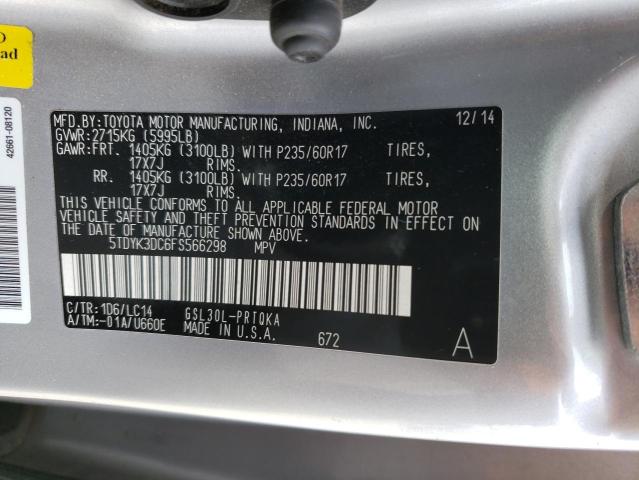 MFD.BY:TOYOTA MOTOR MANUFACTURING, INDIANA, INC. 12/14
GVWR:2715KG (5995LB)
GAWR:FRT. 1405KG (3100LB) WITH P235/60R17 TIRES,
17X7J RIMS.
RR. 1405KG (3100LB) WITH P235/60R17 TIRES,
17X7J RIMS.
THIS VEHICLE CONFORMS TO ALL APPLICABLE FEDERAL MOTOR
VEHICLE SAFETY AND THEFT PREVENTION STANDARDS IN EFFECT ON
THE DATE OF MANUFACTURE SHOWN ABOVE.
5TDYK3DC6FS566298 MPV
C/TR:1D6/LC14 GSL30L-PRTQKA
A/TM:-01A/U660E MADE IN U.S.A.
672 A
42661-08120
ad